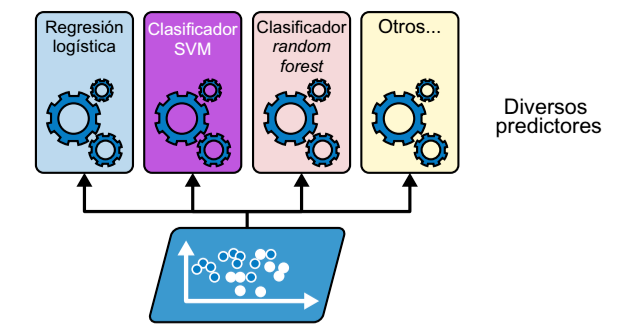 Regresión
logística
Clasificador
SVM
Clasificador
random
forest
Otros...
Diversos
predictores